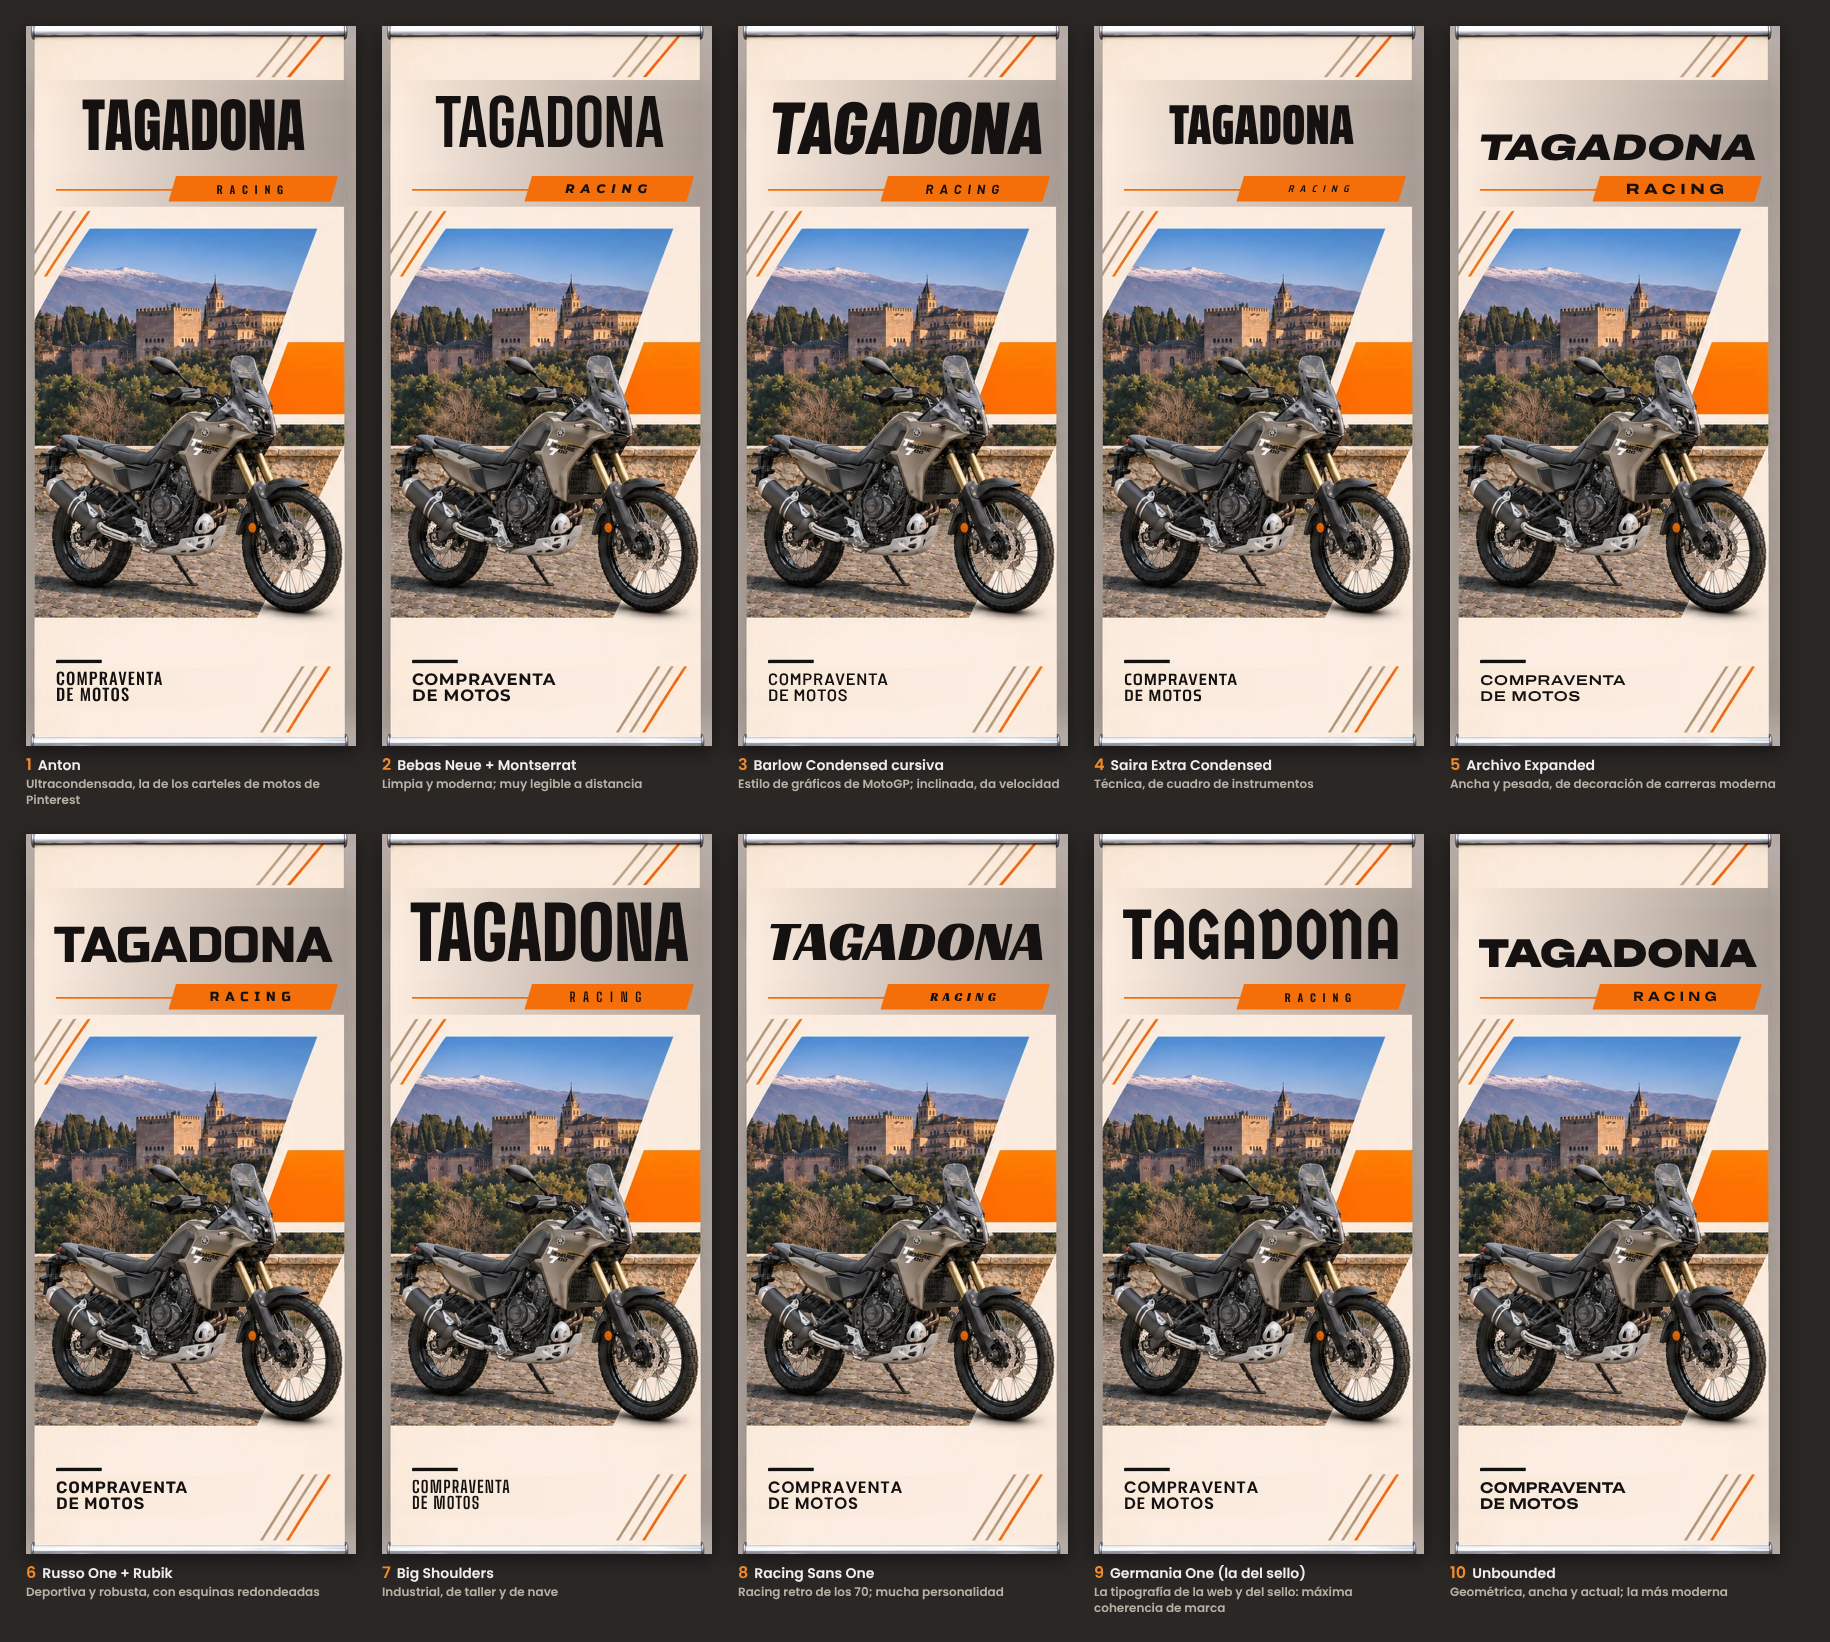 TAGADONA
RACING
COMPRAVENTA
DE MOTOS
1 Anton
Ultracondensada, la de los carteles de motos de
Pinterest
TAGADONA
RACING
COMPRAVENTA
DE MOTOS
2 Bebas Neue + Montserrat
Limpia y moderna; muy legible a distancia
TAGADONA
RACING
COMPRAVENTA
DE MOTOS
3 Barlow Condensed cursiva
Estilo de gráficos de MotoGP; inclinada, da velocidad
TAGADONA
RACING
COMPRAVENTA
DE MOTOS
4 Saira Extra Condensed
Técnica, de cuadro de instrumentos
TAGADONA
RACING
COMPRAVENTA
DE MOTOS
5 Archivo Expanded
Ancha y pesada, de decoración de carreras moderna
TAGADONA
RACING
COMPRAVENTA
DE MOTOS
6 Russo One + Rubik
Deportiva y robusta, con esquinas redondeadas
TAGADONA
RACING
COMPRAVENTA
DE MOTOS
7 Big Shoulders
Industrial, de taller y de nave
TAGADONA
RACING
COMPRAVENTA
DE MOTOS
8 Racing Sans One
Racing retro de los 70; mucha personalidad
TAGADONA
RACING
COMPRAVENTA
DE MOTOS
9 Germania One (la del sello)
La tipografía de la web y del sello: máxima
coherencia de marca
TAGADONA
RACING
COMPRAVENTA
DE MOTOS
10 Unbounded
Geométrica, ancha y actual; la más moderna